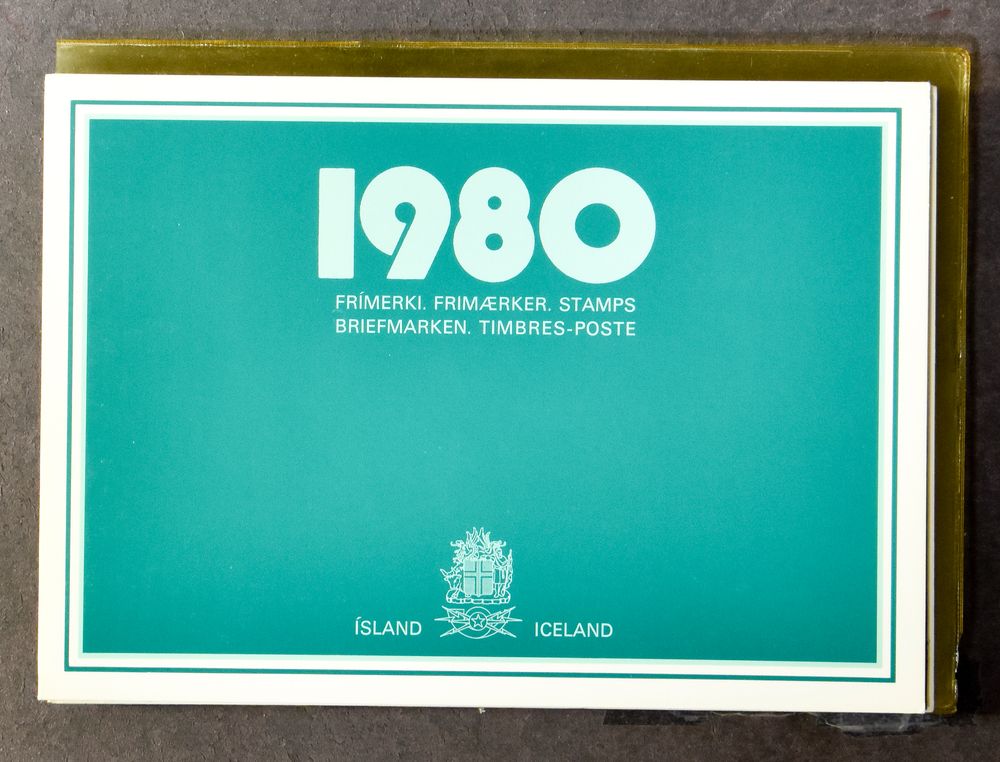 1980
FRÍMERKI. FRIMÆRKER. STAMPS
BRIEFMARKEN. TIMBRES-POSTE
ÍSLAND ICELAND